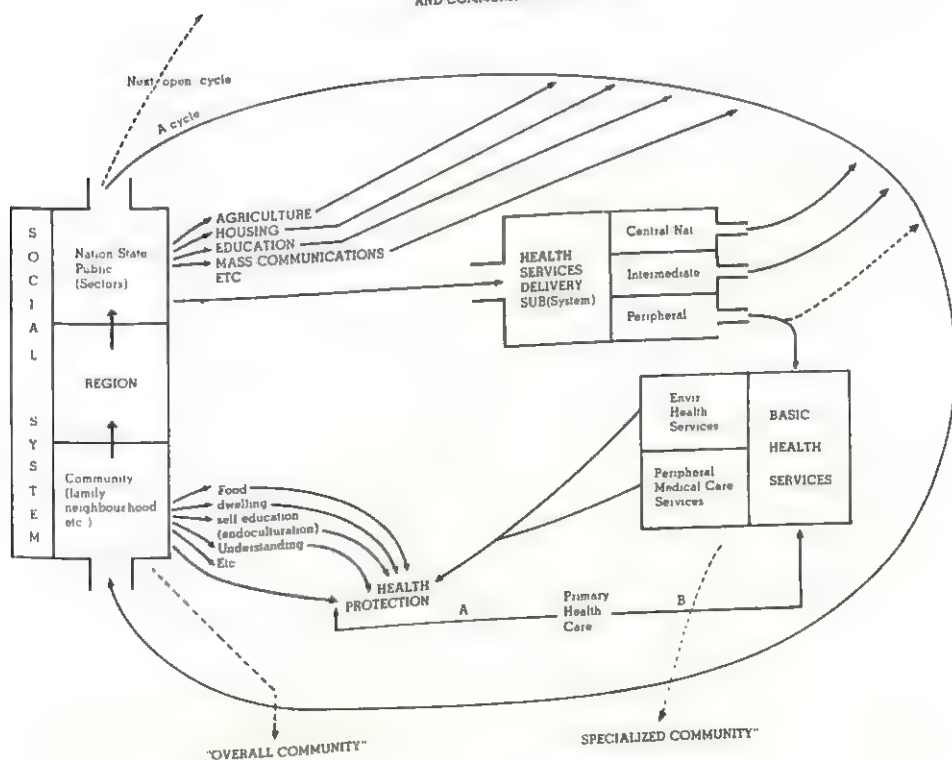 Next open cycle
A cycle
SOCIAL SYSTEM
Nation State
Public
(Sectors)
REGION
Community
(family
neighbourhood
etc )
AGRICULTURE
HOUSING
EDUCATION
MASS COMMUNICATIONS
ETC
HEALTH
SERVICES
DELIVERY
SUB(System)
Central Nat
Intermediate
Peripheral
Envir
Health
Services
Peripheral
Medical Care
Services
BASIC
HEALTH
SERVICES
Food
dwelling
self education
(endoculturation)
Understanding
Etc
HEALTH
PROTECTION
A
Primary
Health
Care
B
"OVERALL COMMUNITY"
SPECIALIZED COMMUNITY"